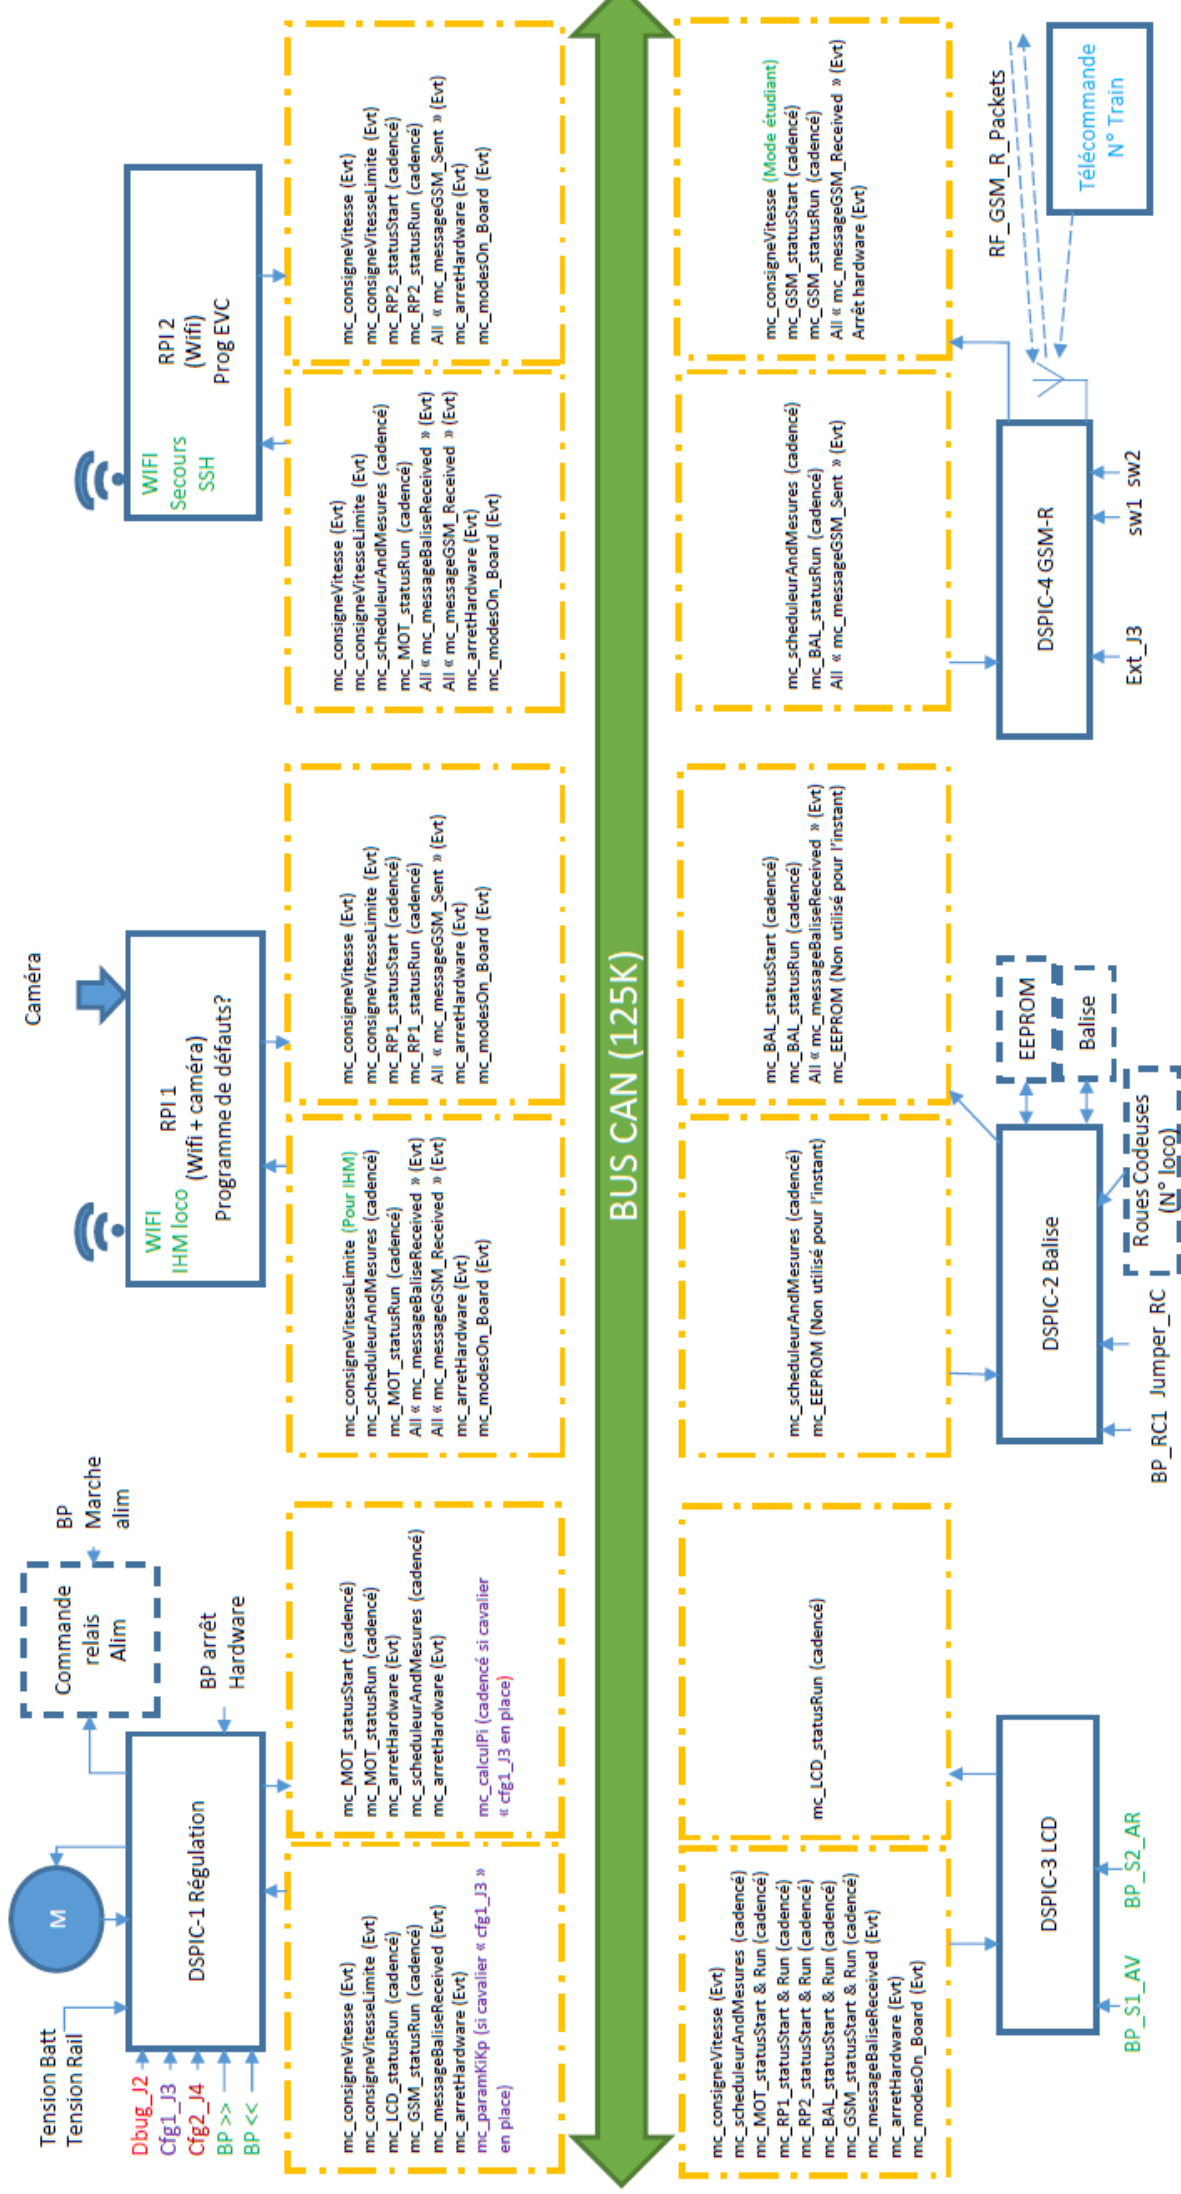 Tension Batt
Tension Rail
Dbug_J2
Cfg1_J3
Cfg2_J4
BP >>
BP <<
M
DSPIC-1 Régulation
Commande
relais
Alim
BP
Marche
alim
BP arrêt
Hardware
mc_consigneVitesse (Evt)
mc_consigneVitesseLimite (Evt)
mc_LCD_statusRun (cadencé)
mc_GSM_statusRun (cadencé)
mc_messageBaliseReceived (Evt)
mc_arretHardware (Evt)
mc_paramKiKp (si cavalier « cfg1_J3 »
en place)
mc_MOT_statusStart (cadencé)
mc_MOT_statusRun (cadencé)
mc_arretHardware (Evt)
mc_scheduleurAndMesures (cadencé)
mc_arretHardware (Evt)
mc_calculPi (cadencé si cavalier
« cfg1_J3 en place)
Caméra
WIFI
IHM loco
RPI 1
(Wifi + caméra)
Programme de défauts?
mc_consigneVitesseLimite (Pour IHM)
mc_scheduleurAndMesures (cadencé)
mc_MOT_statusRun (cadencé)
All « mc_messageBaliseReceived » (Evt)
All « mc_messageGSM_Received » (Evt)
mc_arretHardware (Evt)
mc_modesOn_Board (Evt)
mc_consigneVitesse (Evt)
mc_consigneVitesseLimite (Evt)
mc_RP1_statusStart (cadencé)
mc_RP1_statusRun (cadencé)
All « mc_messageGSM_Sent » (Evt)
mc_arretHardware (Evt)
mc_modesOn_Board (Evt)
WIFI
Secours
SSH
RPI 2
(Wifi)
Prog EVC
mc_consigneVitesse (Evt)
mc_consigneVitesseLimite (Evt)
mc_scheduleurAndMesures (cadencé)
mc_MOT_statusRun (cadencé)
All « mc_messageBaliseReceived » (Evt)
All « mc_messageGSM_Received » (Evt)
mc_arretHardware (Evt)
mc_modesOn_Board (Evt)
mc_consigneVitesse (Evt)
mc_consigneVitesseLimite (Evt)
mc_RP2_statusStart (cadencé)
mc_RP2_statusRun (cadencé)
All « mc_messageGSM_Sent » (Evt)
mc_arretHardware (Evt)
mc_modesOn_Board (Evt)
BUS CAN (125K)
mc_consigneVitesse (Evt)
mc_scheduleurAndMesures (cadencé)
mc_MOT_statusStart & Run (cadencé)
mc_RP1_statusStart & Run (cadencé)
mc_RP2_statusStart & Run (cadencé)
mc_BAL_statusStart & Run (cadencé)
mc_GSM_statusStart & Run (cadencé)
mc_messageBaliseReceived (Evt)
mc_arretHardware (Evt)
mc_modesOn_Board (Evt)
mc_LCD_statusRun (cadencé)
DSPIC-3 LCD
BP_S1_AV
BP_S2_AR
mc_scheduleurAndMesures (cadencé)
mc_EEPROM (Non utilisé pour l'instant)
mc_BAL_statusStart (cadencé)
mc_BAL_statusRun (cadencé)
All « mc_messageBaliseReceived » (Evt)
mc_EEPROM (Non utilisé pour l'instant)
DSPIC-2 Balise
EEPROM
Balise
Roues Codeuses
(N° loco)
BP_RC1
Jumper_RC
mc_scheduleurAndMesures (cadencé)
mc_BAL_statusRun (cadencé)
All « mc_messageGSM_Sent » (Evt)
mc_consigneVitesse (Mode étudiant)
mc_GSM_statusStart (cadencé)
mc_GSM_statusRun (cadencé)
All « mc_messageGSM_Received » (Evt)
Arrêt hardware (Evt)
DSPIC-4 GSM-R
Ext_J3
sw1
sw2
RF_GSM_R_Packets
Télécommande
N° Train